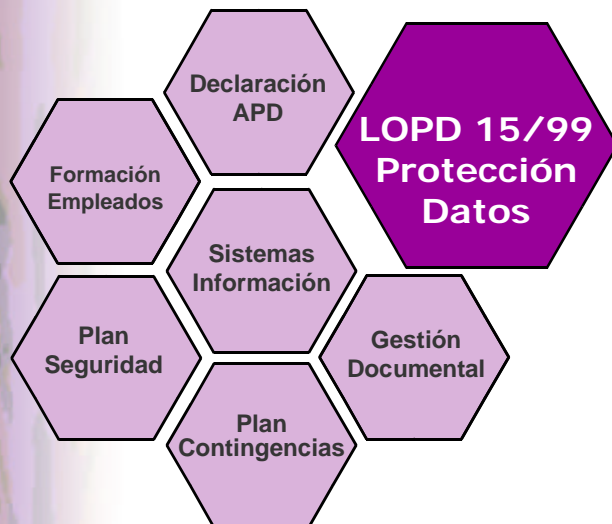 Declaración
APD
LOPD 15/99
Protección
Datos
Formación
Empleados
Sistemas
Información
Plan
Seguridad
Gestión
Documental
Plan
Contingencias